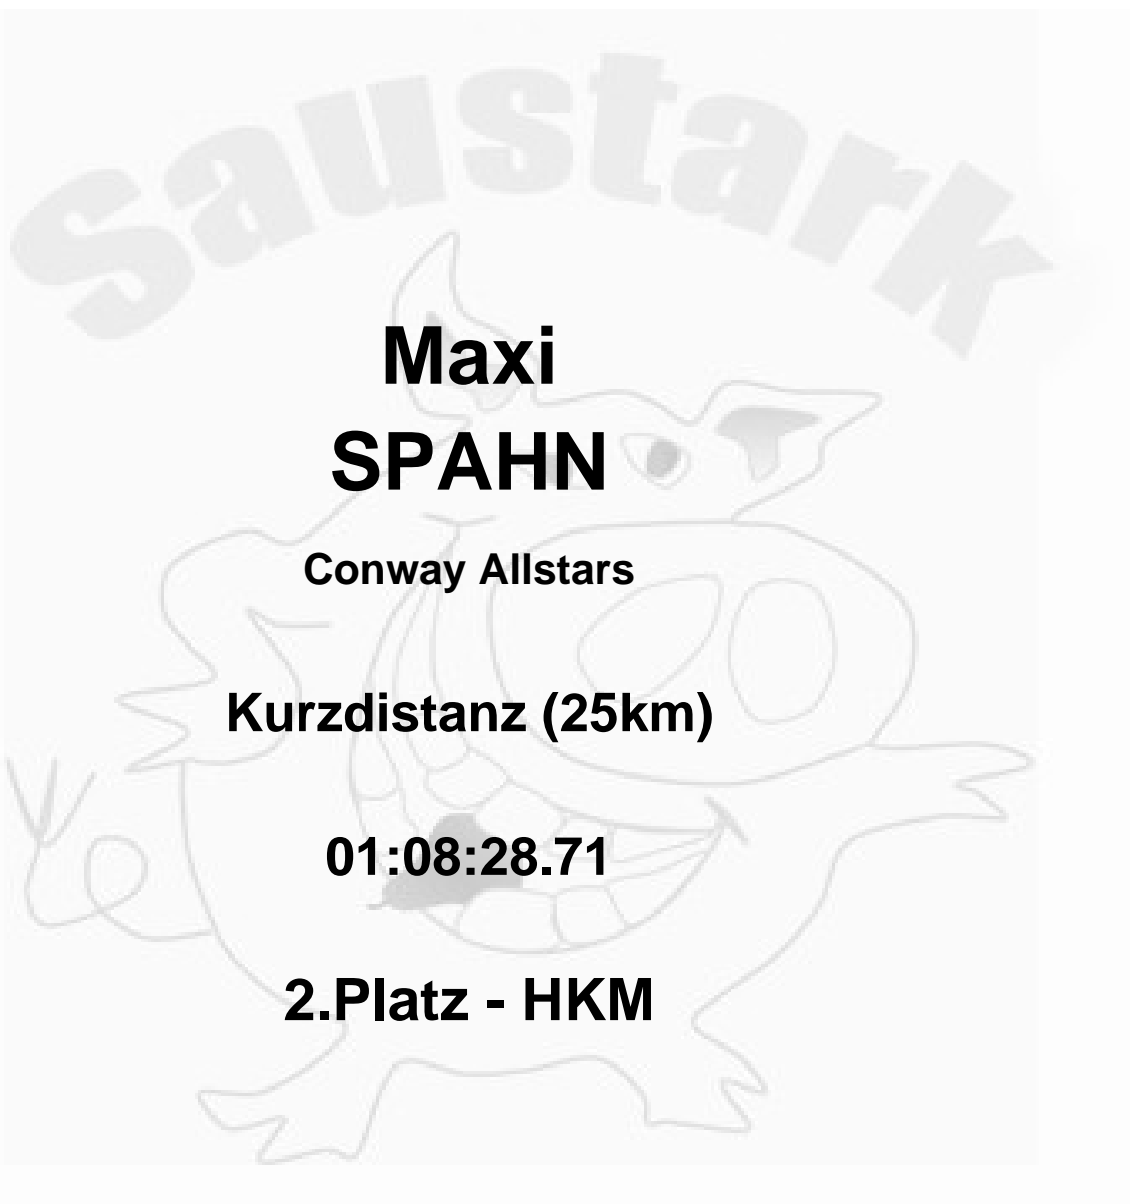 Saustark
Maxi
SPAHN
Conway Allstars
Kurzdistanz (25km)
01:08:28.71
2.Platz - HKM